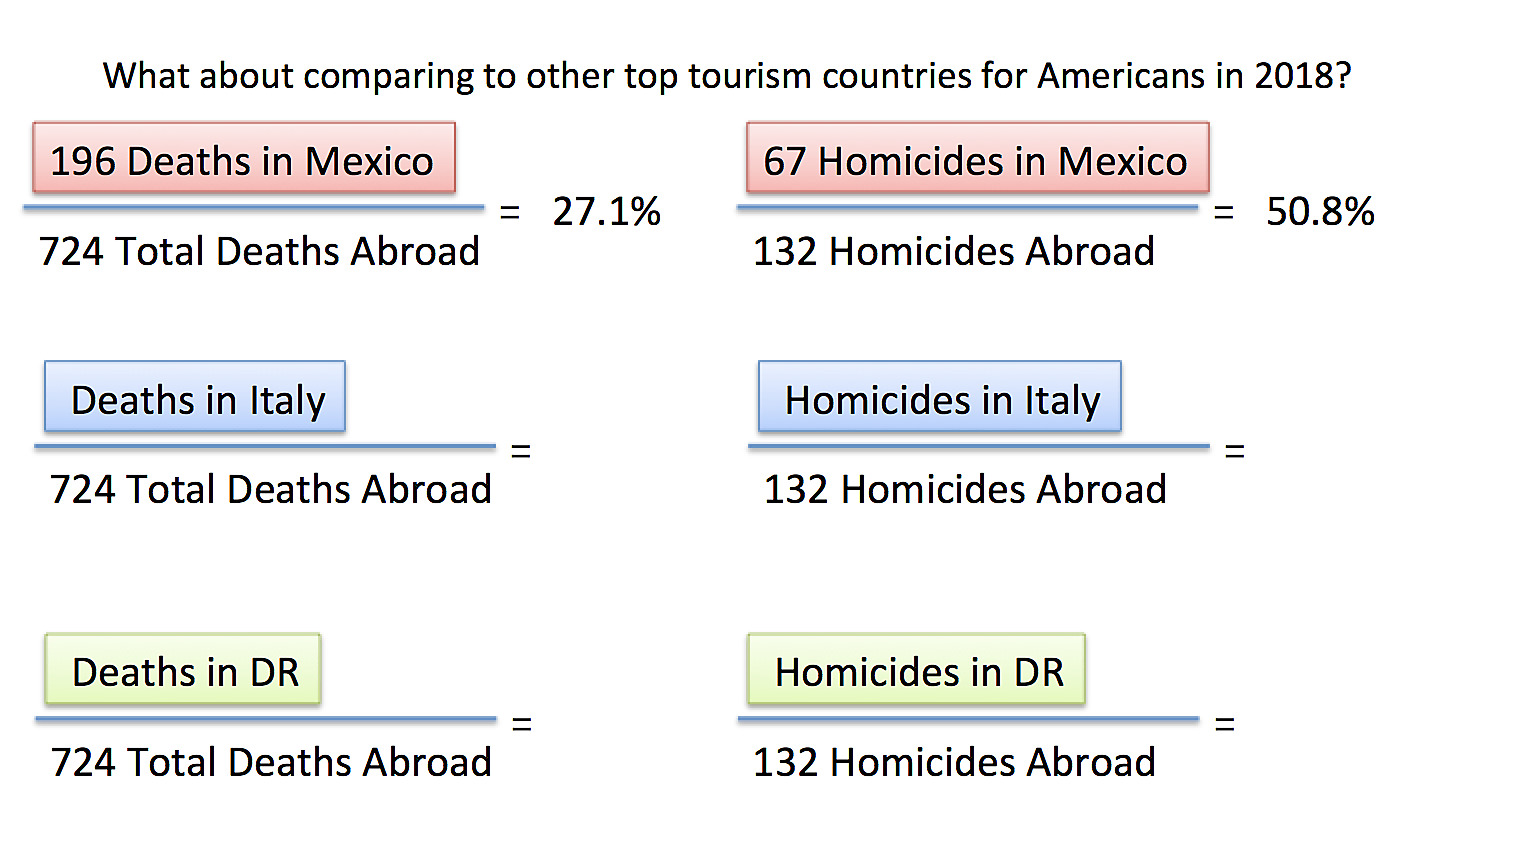 What about comparing to other top tourism countries for Americans in 2018?
196 Deaths in Mexico
724 Total Deaths Abroad
= 27.1%
67 Homicides in Mexico
132 Homicides Abroad
= 50.8%
Deaths in Italy
724 Total Deaths Abroad
=
Homicides in Italy
132 Homicides Abroad
=
Deaths in DR
724 Total Deaths Abroad
=
Homicides in DR
132 Homicides Abroad
=